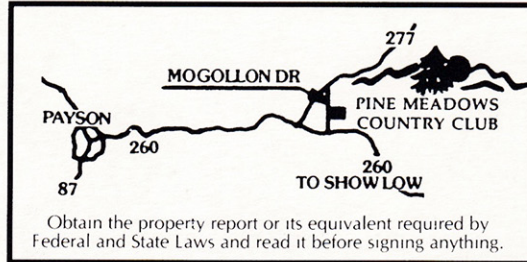 277
MOGOLLON DR
PINE MEADOWS
COUNTRY CLUB
PAYSON
260
87
260
TO SHOW LOW
Obtain the property report or its equivalent required by
Federal and State Laws and read it before signing anything.